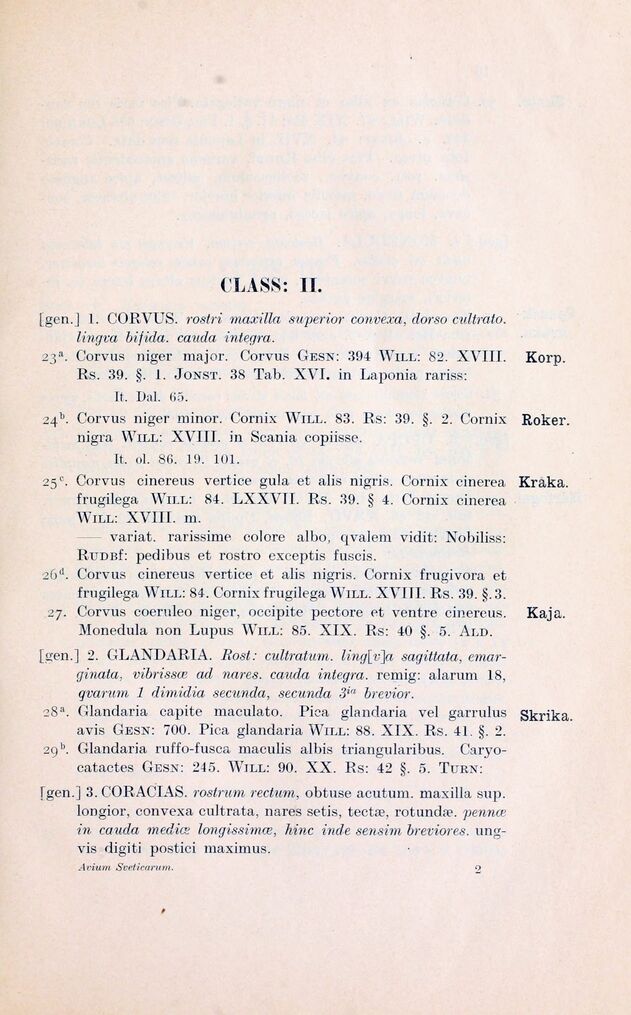 CLASS: II.
[gen.] 1. CORVUS. rostri maxilla superior convexa, dorso cultrato.
lingva bifida. cauda integra.
23ª. Corvus niger major. Corvus GESN: 394 WILL: 82. XVIII. Korp.
Rs. 39. §. 1. JONST. 38 Tab. XVI. in Laponia rariss:
It. Dal. 65.
24ᵇ. Corvus niger minor. Cornix WILL. 83. Rs: 39. §. 2. Cornix Roker.
nigra WILL: XVIII. in Scania copiisse.
It. ol. 86. 19. 101.
25ᶜ. Corvus cinereus vertice gula et alis nigris. Cornix cinerea Kråka.
frugilega WILL: 84. LXXVII. Rs. 39. § 4. Cornix cinerea
WILL: XVIII. m.
— variat. rarissime colore albo, qvalem vidit: Nobiliss:
RUDBf: pedibus et rostro exceptis fuscis.
26ᵈ. Corvus cinereus vertice et alis nigris. Cornix frugivora et
frugilega WILL: 84. Cornix frugilega WILL. XVIII. Rs. 39. §. 3.
27. Corvus coeruleo niger, occipite pectore et ventre cinereus. Kaja.
Monedula non Lupus WILL: 85. XIX. Rs: 40 §. 5. ALD.
[gen.] 2. GLANDARIA. Rost: cultratum. ling[v]a sagittata, emar-
ginata, vibrissæ ad nares. cauda integra. remig: alarum 18,
qvarum 1 dimidia secunda, secunda 3ⁱᵃ brevior.
28ª. Glandaria capite maculato. Pica glandaria vel garrulus Skrika.
avis GESN: 700. Pica glandaria WILL: 88. XIX. Rs. 41. §. 2.
29ᵇ. Glandaria ruffo-fusca maculis albis triangularibus. Caryo-
catactes GESN: 245. WILL: 90. XX. Rs: 42 §. 5. TURN:
[gen.] 3. CORACIAS. rostrum rectum, obtuse acutum. maxilla sup.
longior, convexa cultrata, nares setis, tectæ, rotundæ. pennæ
in cauda mediæ longissimæ, hinc inde sensim breviores. ung-
vis digiti postici maximus.
Avium Sveticarum. 2